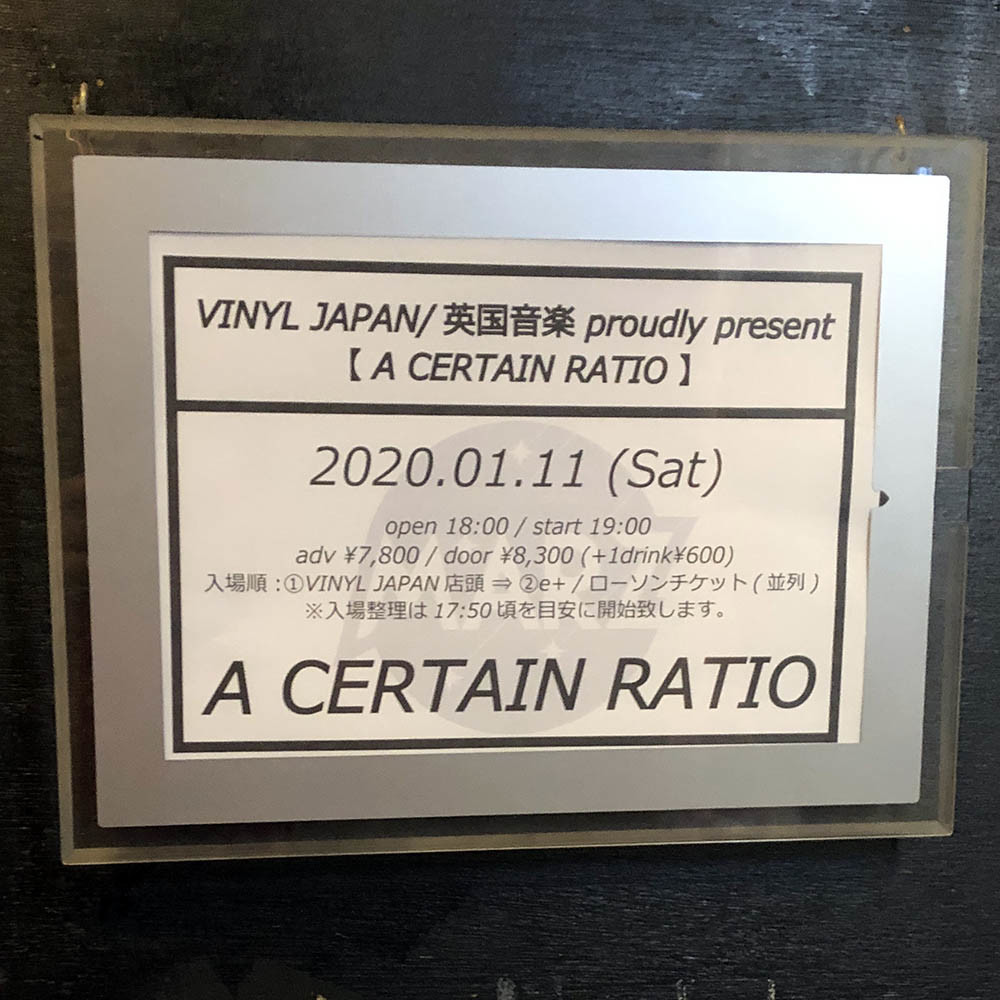 VINYL JAPAN/ 英国音楽 proudly present
【 A CERTAIN RATIO 】
2020.01.11 (Sat)
open 18:00 / start 19:00
adv ¥7,800 / door ¥8,300 (+1drink¥600)
入場順 :①VINYL JAPAN 店頭 ⇒ ②e+ / ローソンチケット ( 並列 )
※入場整理は 17:50 頃を目安に開始致します。
A CERTAIN RATIO